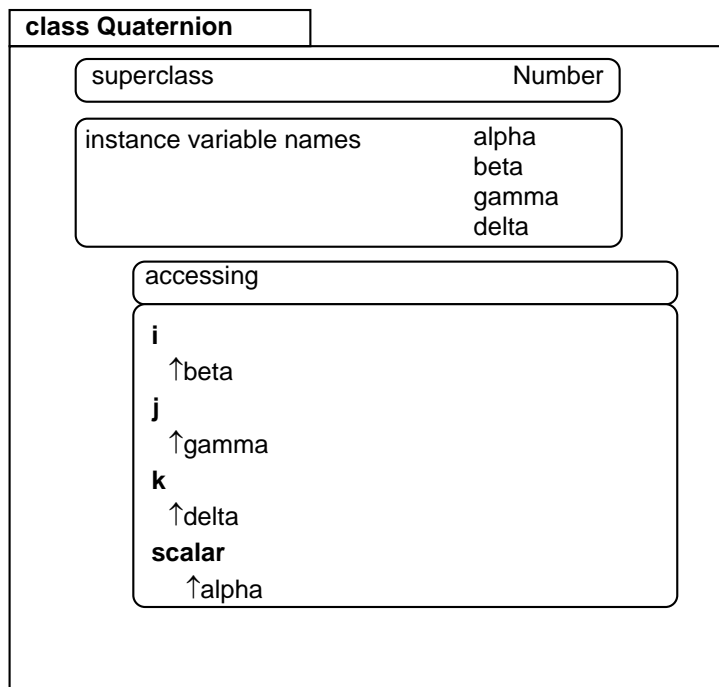 class Quaternion
superclass Number
instance variable names alpha
beta
gamma
delta
accessing
i
↑beta
j
↑gamma
k
↑delta
scalar
↑alpha